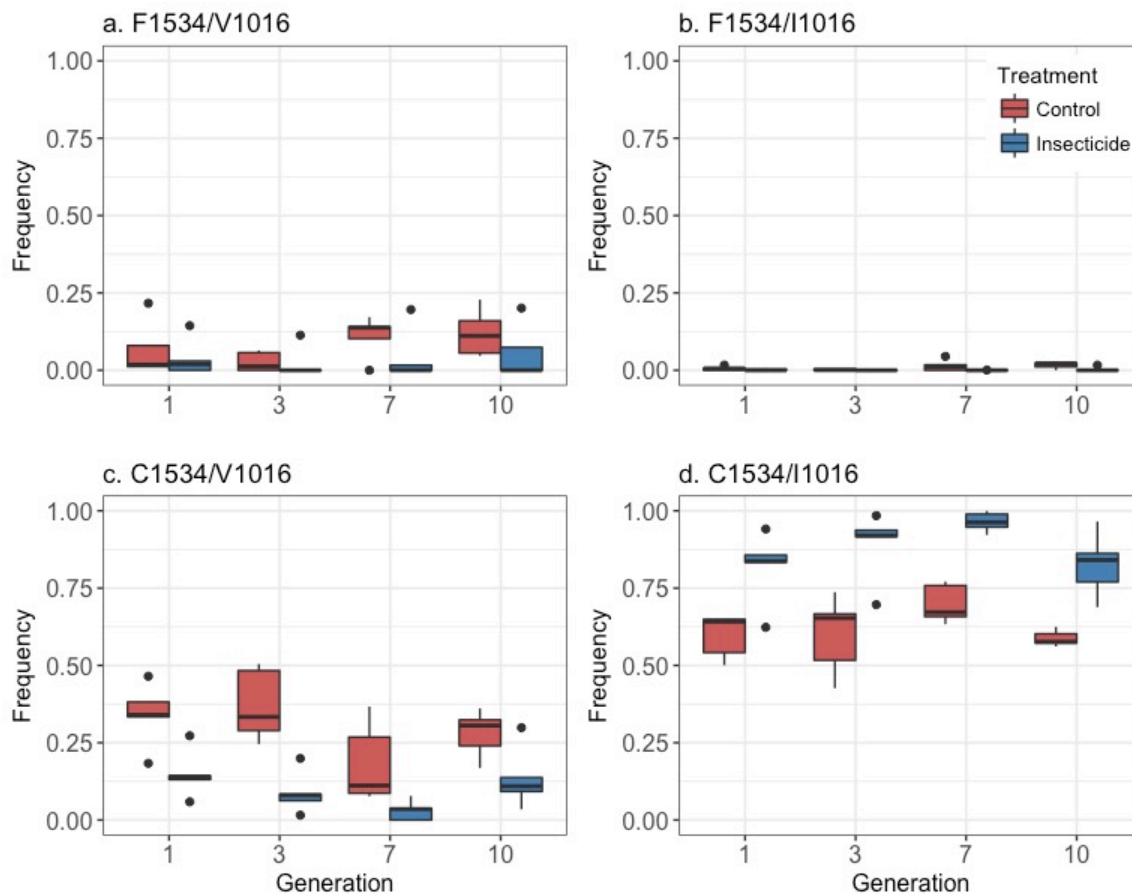 a. F1534/V1016
Frequency
1.00
0.75
0.50
0.25
0.00
1 3 7 10
b. F1534/I1016
Frequency
1.00
0.75
0.50
0.25
0.00
Treatment
Control
Insecticide
1 3 7 10
c. C1534/V1016
Frequency
1.00
0.75
0.50
0.25
0.00
1 3 7 10
Generation
d. C1534/I1016
Frequency
1.00
0.75
0.50
0.25
0.00
1 3 7 10
Generation